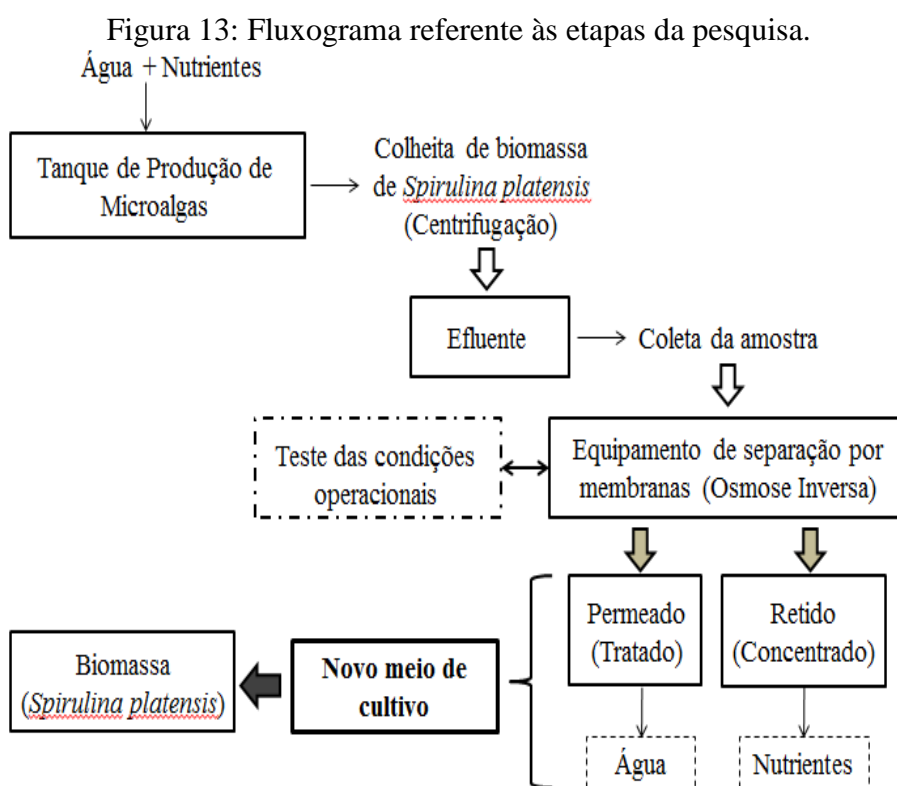 Figura 13: Fluxograma referente às etapas da pesquisa.
Água + Nutrientes
Tanque de Produção de
Microalgas
Colheita de biomassa
de Spirulina platensis
(Centrifugação)
Efluente
Coleta da amostra
Teste das condições
operacionais
Equipamento de separação por
membranas (Osmose Inversa)
Permeado
(Tratado)
Retido
(Concentrado)
Novo meio de
cultivo
Biomassa
(Spirulina platensis)
Água
Nutrientes